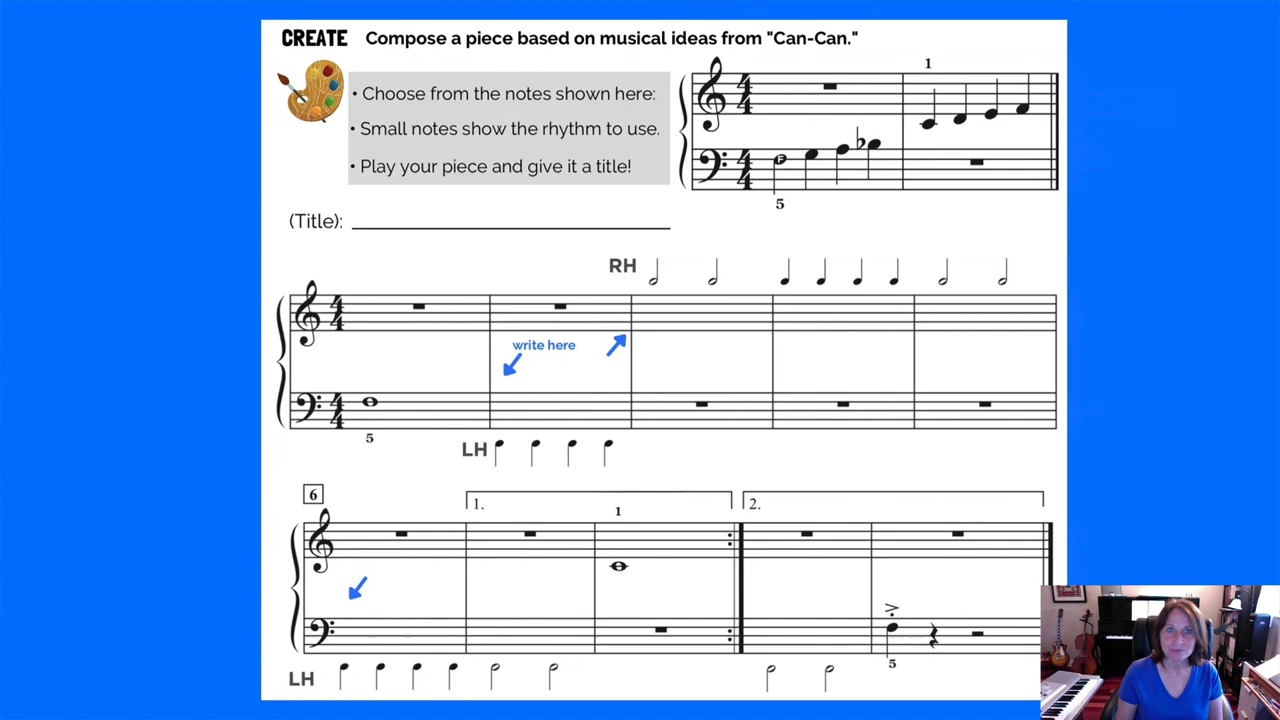 CREATE Compose a piece based on musical ideas from "Can-Can."
• Choose from the notes shown here:
• Small notes show the rhythm to use.
• Play your piece and give it a title!
1
F
5
(Title):
RH
write here
5
LH
6
1.
1
2.
5
LH